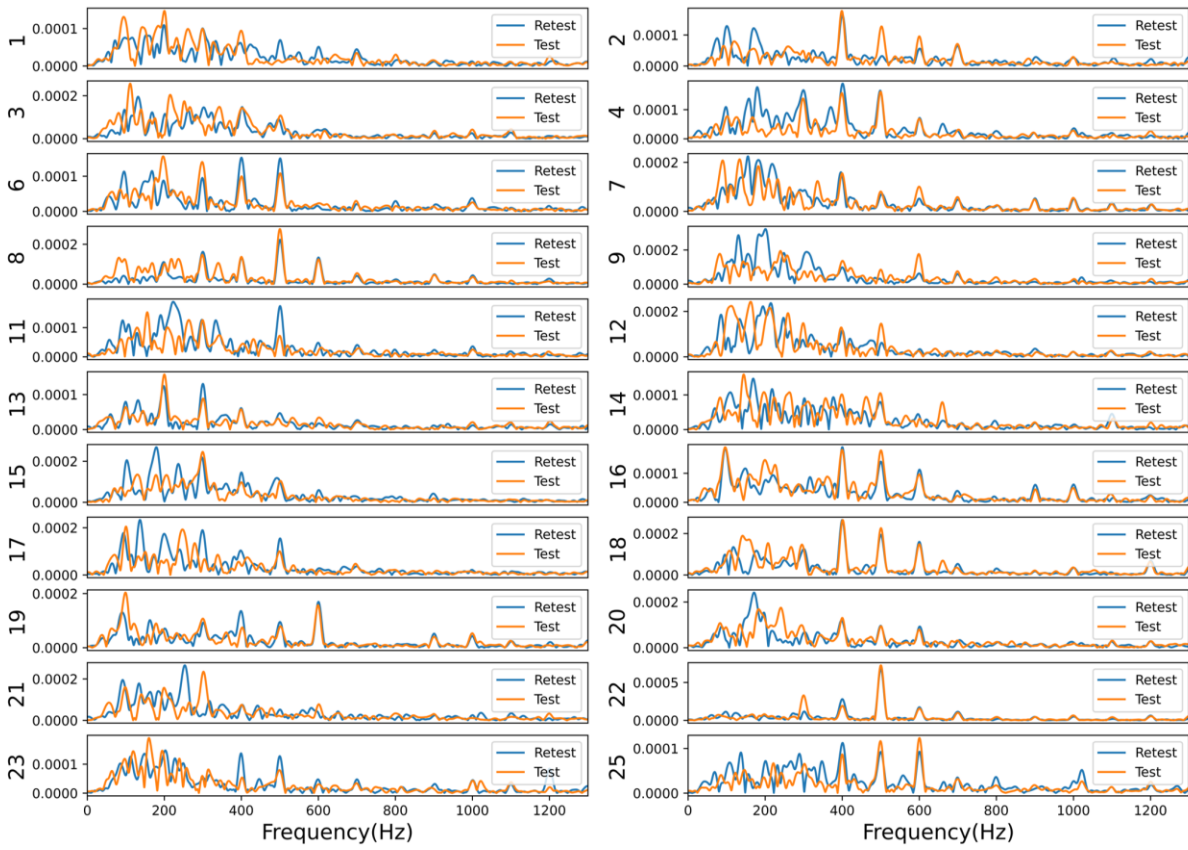 1
0.0001
0.0000
Retest
Test
2
0.0001
0.0000
Retest
Test
3
0.0002
0.0000
Retest
Test
4
0.0001
0.0000
Retest
Test
6
0.0001
0.0000
Retest
Test
7
0.0002
0.0000
Retest
Test
8
0.0002
0.0000
Retest
Test
9
0.0002
0.0000
Retest
Test
11
0.0001
0.0000
Retest
Test
12
0.0002
0.0000
Retest
Test
13
0.0001
0.0000
Retest
Test
14
0.0001
0.0000
Retest
Test
15
0.0002
0.0000
Retest
Test
16
0.0001
0.0000
Retest
Test
17
0.0002
0.0000
Retest
Test
18
0.0002
0.0000
Retest
Test
19
0.0002
0.0000
Retest
Test
20
0.0002
0.0000
Retest
Test
21
0.0002
0.0000
Retest
Test
22
0.0005
0.0000
Retest
Test
23
0.0001
0.0000
Retest
Test
25
0.0001
0.0000
Retest
Test
0 200 400 600 800 1000 1200
Frequency(Hz)
0 200 400 600 800 1000 1200
Frequency(Hz)